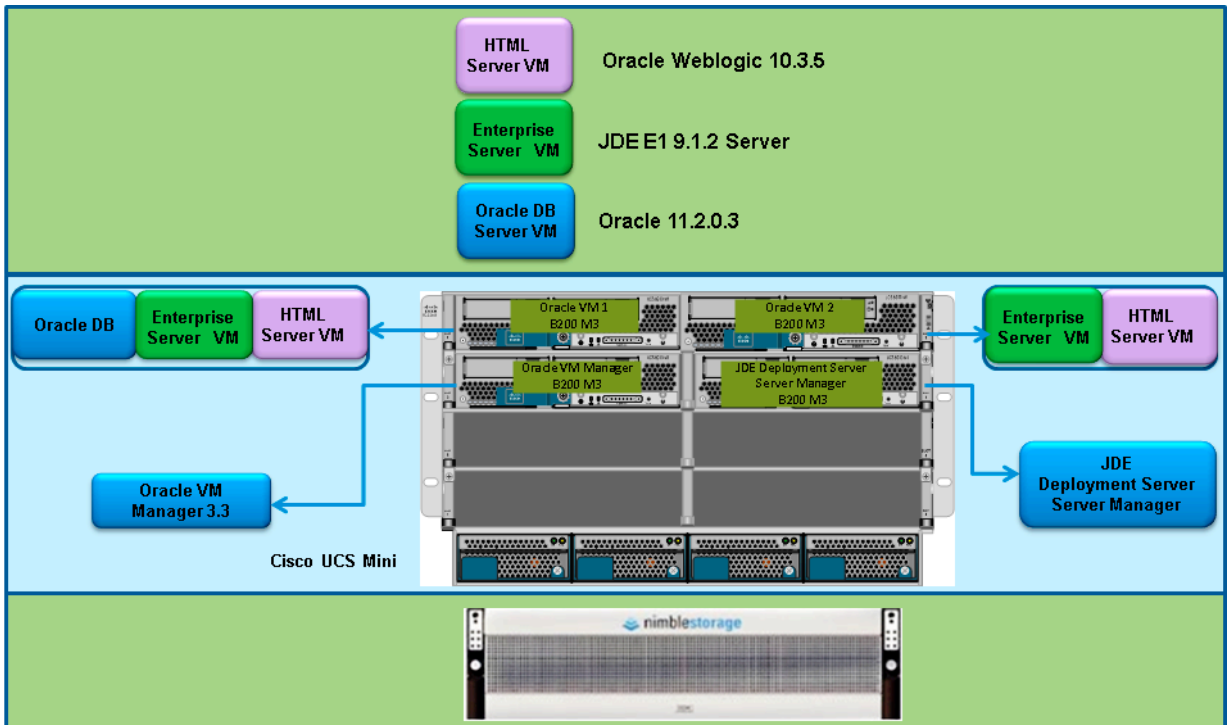 HTML
Server VM
Oracle Weblogic 10.3.5
Enterprise
Server VM
JDE E1 9.1.2 Server
Oracle DB
Server VM
Oracle 11.2.0.3
Oracle DB
Enterprise
Server VM
HTML
Server VM
Oracle VM 1
B200 M3
Oracle VM 2
B200 M3
Enterprise
Server VM
HTML
Server VM
Oracle VM Manager
B200 M3
JDE Deployment Server
Server Manager
B200 M3
Oracle VM
Manager 3.3
JDE
Deployment Server
Server Manager
Cisco UCS Mini
nimblestorage